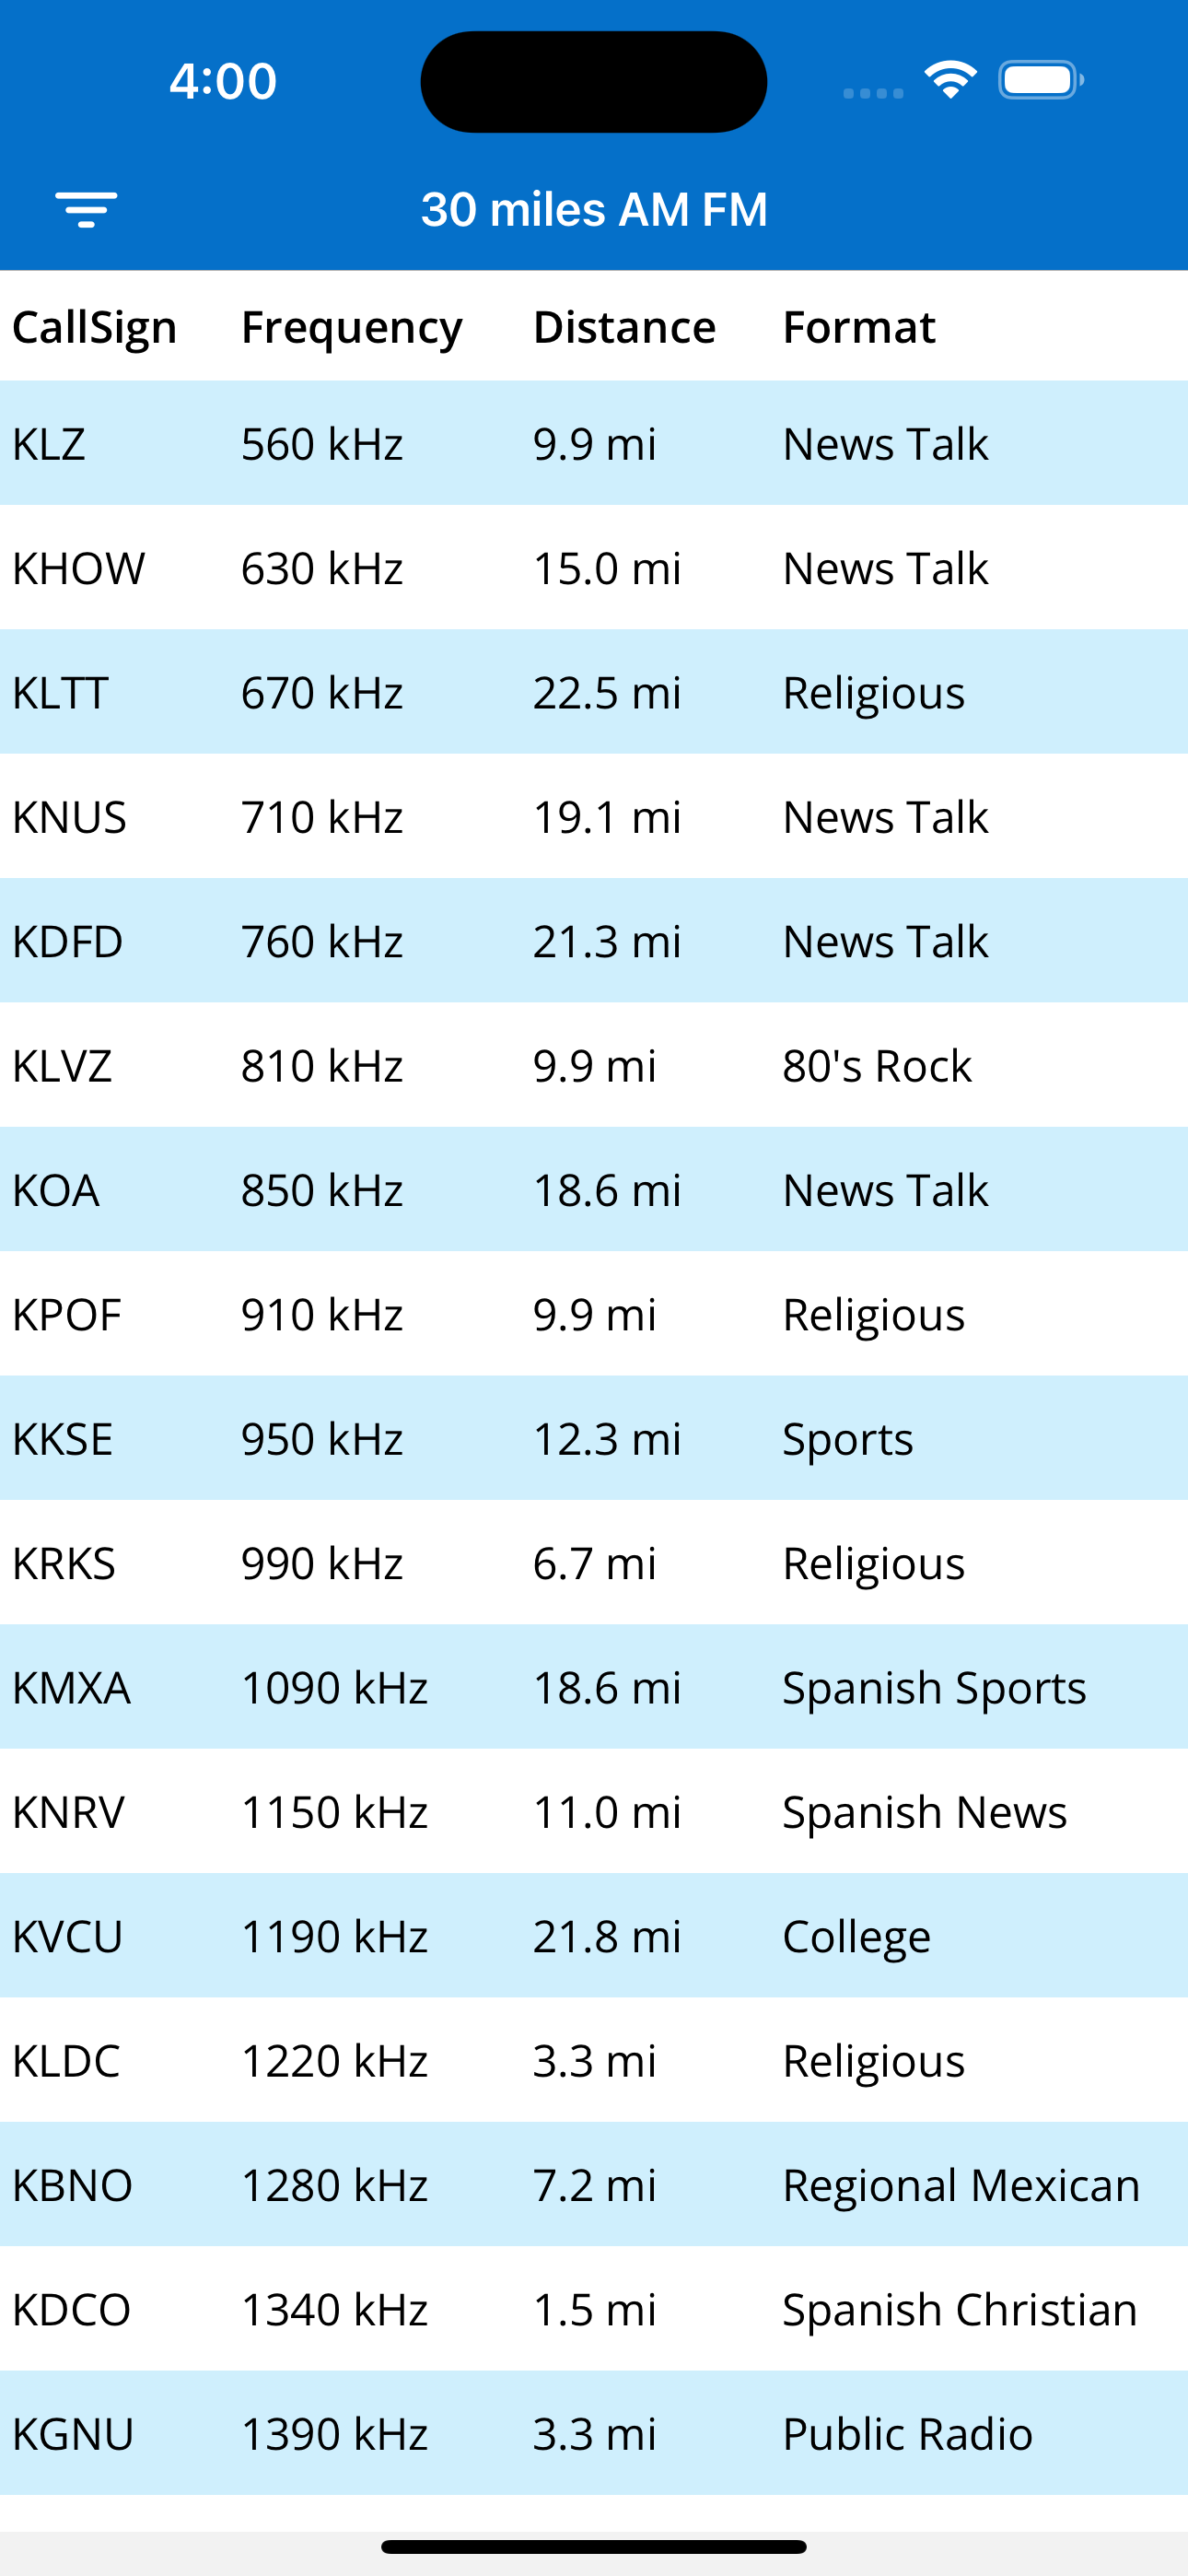 4:00
30 miles AM FM
CallSign Frequency Distance Format
KLZ 560 kHz 9.9 mi News Talk
KHOW 630 kHz 15.0 mi News Talk
KLTT 670 kHz 22.5 mi Religious
KNUS 710 kHz 19.1 mi News Talk
KDFD 760 kHz 21.3 mi News Talk
KLVZ 810 kHz 9.9 mi 80's Rock
KOA 850 kHz 18.6 mi News Talk
KPOF 910 kHz 9.9 mi Religious
KKSE 950 kHz 12.3 mi Sports
KRKS 990 kHz 6.7 mi Religious
KMXA 1090 kHz 18.6 mi Spanish Sports
KNRV 1150 kHz 11.0 mi Spanish News
KVCU 1190 kHz 21.8 mi College
KLDC 1220 kHz 3.3 mi Religious
KBNO 1280 kHz 7.2 mi Regional Mexican
KDCO 1340 kHz 1.5 mi Spanish Christian
KGNU 1390 kHz 3.3 mi Public Radio